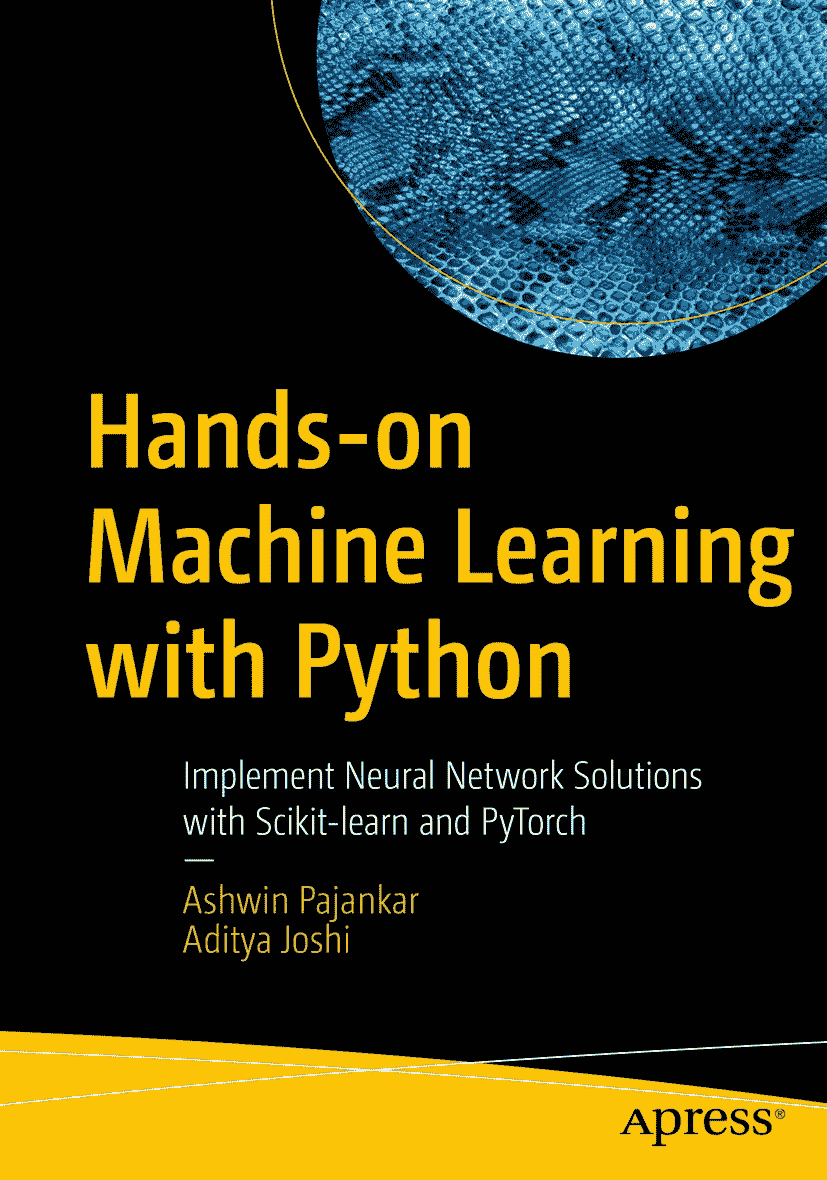 Hands-on
Machine Learning
with Python
Implement Neural Network Solutions
with Scikit-learn and PyTorch
Ashwin Pajankar
Aditya Joshi
Apress®